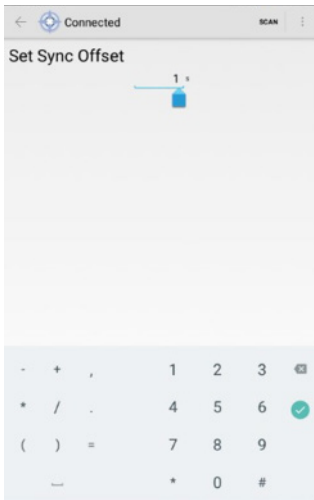 Connected SCAN
Set Sync Offset
1 s
- + , 1 2 3
* / . 4 5 6
( ) = 7 8 9
* 0 #